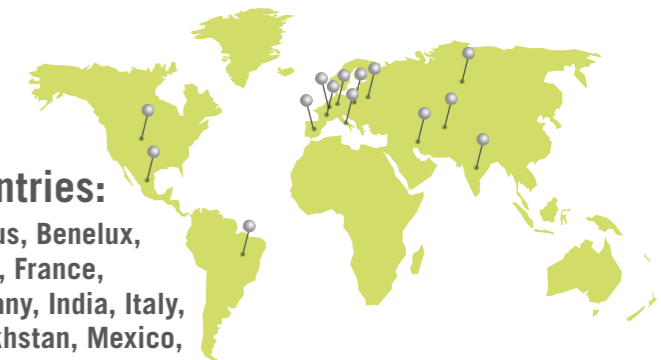 ntries:
us, Benelux,
, France,
any, India, Italy,
khstan, Mexico,